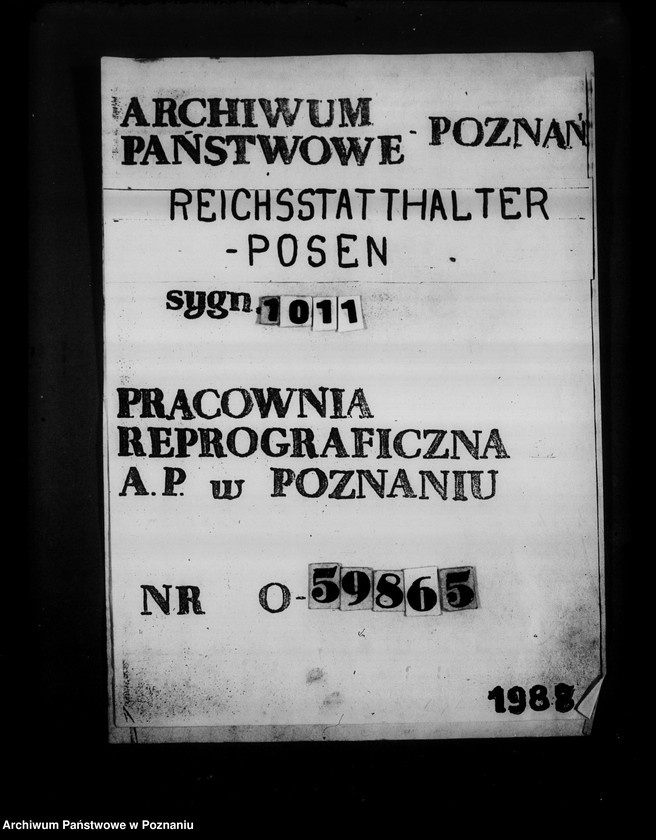 ARCHIWUM
PAŃSTWOWE - POZNAŃ
REICHSSTATTHALTER
-POSEN
sygn. 1011
PRACOWNIA
REPROGRAFICZNA
A.P. w POZNANIU
NR O-59865
1988
Archiwum Państwowe w Poznaniu